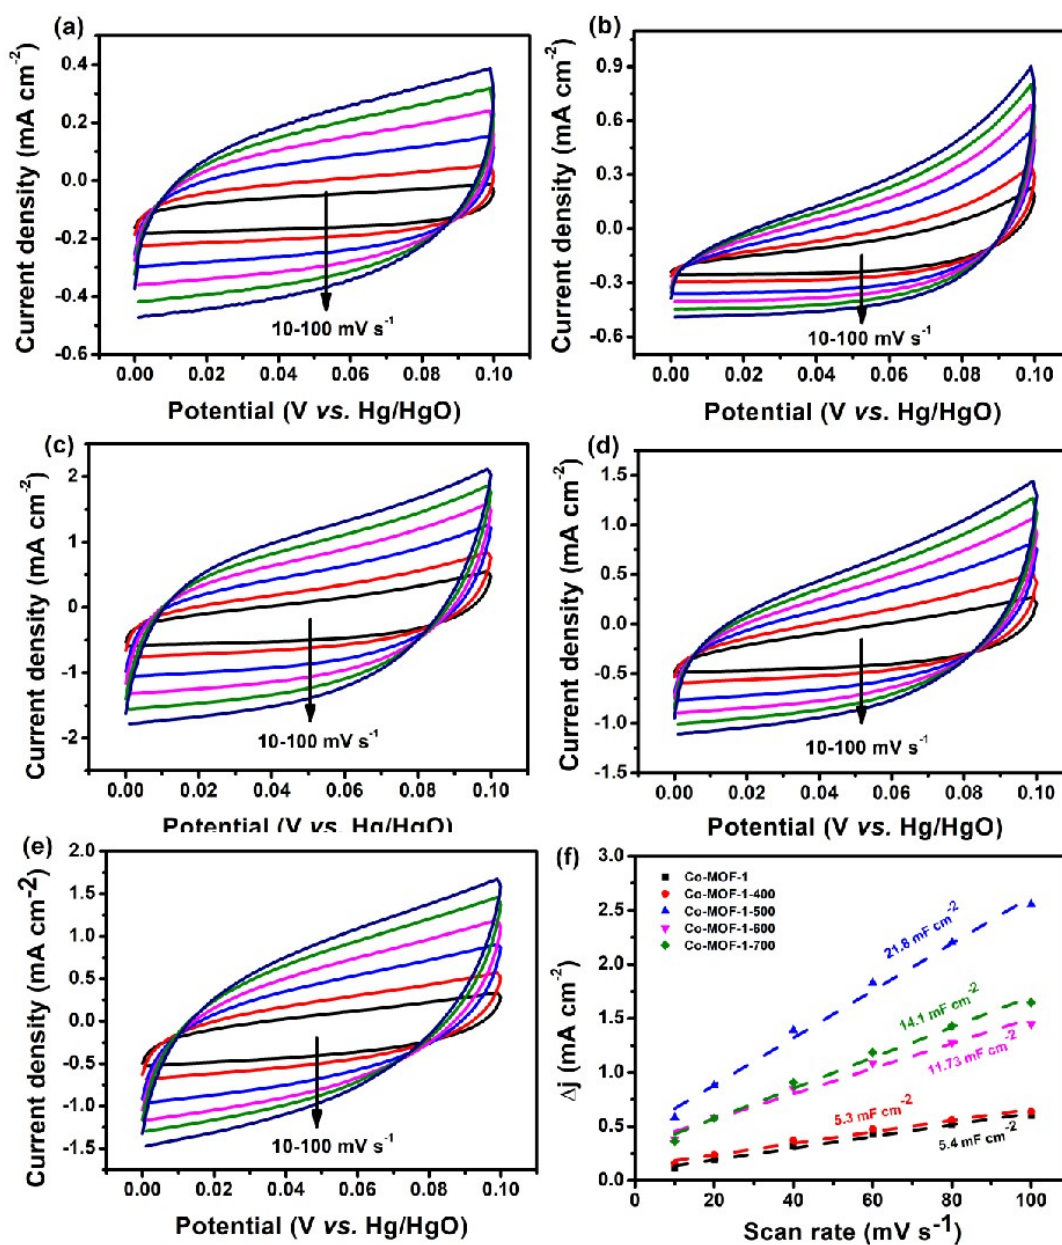 (a)
Current density (mA cm-2)
0.4
0.2
0.0
-0.2
-0.4
-0.6
10-100 mV s-1
0.00 0.02 0.04 0.06 0.08 0.10
Potential (V vs. Hg/HgO)
(b)
Current density (mA cm-2)
0.9
0.6
0.3
0.0
-0.3
-0.6
10-100 mV s-1
0.00 0.02 0.04 0.06 0.08 0.10
Potential (V vs. Hg/HgO)
(c)
Current density (mA cm-2)
2
1
0
-1
-2
10-100 mV s-1
0.00 0.02 0.04 0.06 0.08 0.10
Potential (V vs. Hg/HgO)
(d)
Current density (mA cm-2)
1.5
1.0
0.5
0.0
-0.5
-1.0
-1.5
10-100 mV s-1
0.00 0.02 0.04 0.06 0.08 0.10
Potential (V vs. Hg/HgO)
(e)
Current density (mA cm-2)
2.0
1.5
1.0
0.5
0.0
-0.5
-1.0
-1.5
10-100 mV s-1
0.00 0.02 0.04 0.06 0.08 0.10
Potential (V vs. Hg/HgO)
(f)
Δj (mA cm-2)
3.0
2.5
2.0
1.5
1.0
0.5
0.0
Co-MOF-1
Co-MOF-1-400
Co-MOF-1-500
Co-MOF-1-600
Co-MOF-1-700
21.8 mF cm-2
14.1 mF cm-2
11.73 mF cm-2
5.3 mF cm-2
5.4 mF cm-2
20 40 60 80 100
Scan rate (mV s-1)